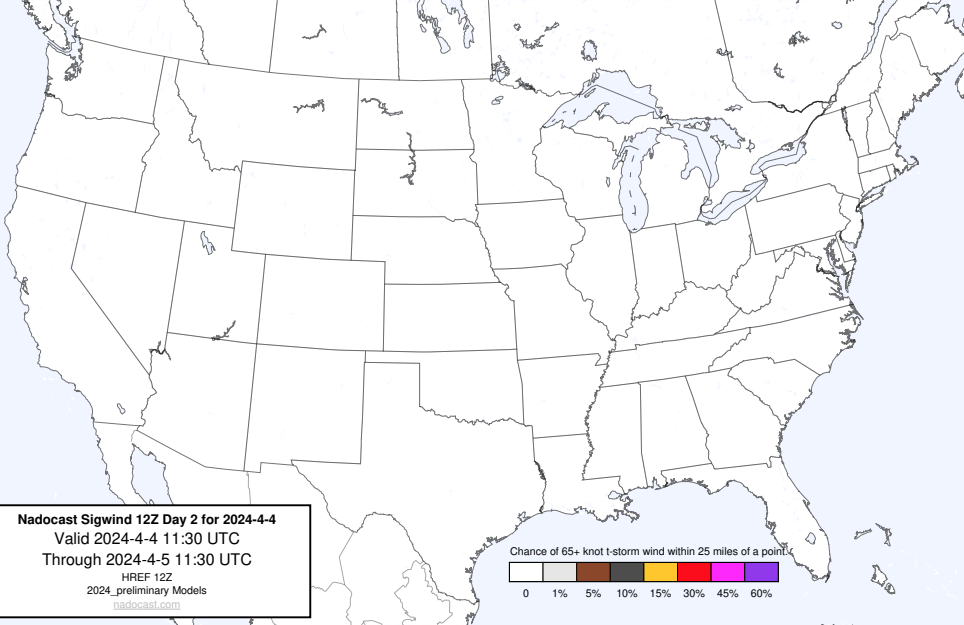 Nadocast Sigwind 12Z Day 2 for 2024-4-4
Valid 2024-4-4 11:30 UTC
Through 2024-4-5 11:30 UTC
HREF 12Z
2024_preliminary Models
nadocast.com
Chance of 65+ knot t-storm wind within 25 miles of a point.
0 1% 5% 10% 15% 30% 45% 60%